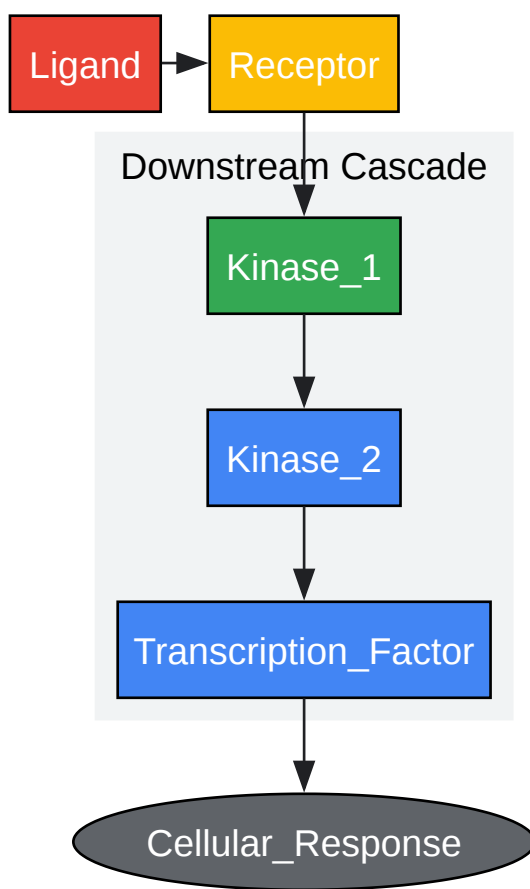 Ligand
Receptor
Downstream Cascade
Kinase_1
Kinase_2
Transcription_Factor
Cellular_Response